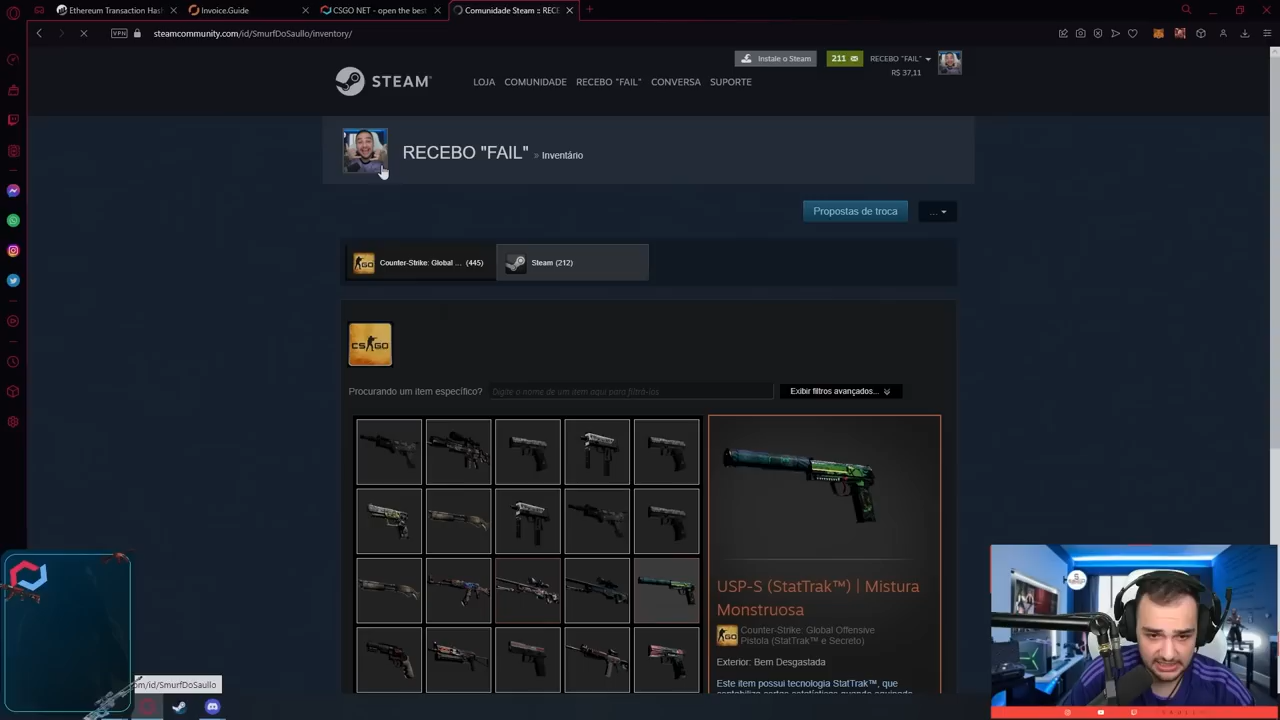 Ethereum Transaction Hash
Invoice.Guide
CSGO NET - open the best
Comunidade Steam :: RECE
VPN
steamcommunity.com/id/SmurfDoSaullo/inventory/
Instale o Steam
211
RECEBO "FAIL"
R$ 37,11
STEAM
LOJA
COMUNIDADE
RECEBO "FAIL"
CONVERSA
SUPORTE
RECEBO "FAIL" » Inventário
Propostas de troca
...
Counter-Strike: Global ... (445)
Steam (212)
CS GO
Procurando um item específico?
Digite o nome de um item aqui para filtrá-los
Exibir filtros avançados...
USP-S (StatTrak™) | Mistura
Monstruosa
Counter-Strike: Global Offensive
Pistola (StatTrak™ e Secreto)
Exterior: Bem Desgastada
Este item possui tecnologia StatTrak™, que
om/id/SmurfDoSaullo